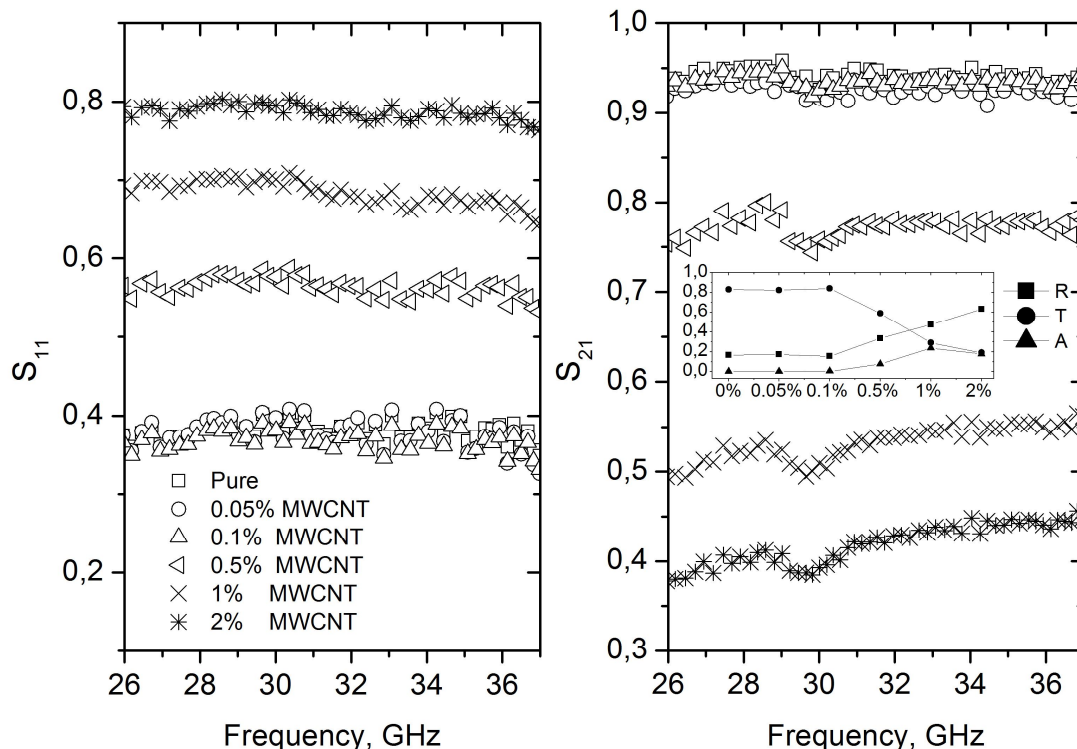 0,8
0,6
0,4
0,2
S11
26 28 30 32 34 36
Frequency, GHz
Pure
0.05% MWCNT
0.1% MWCNT
0.5% MWCNT
1% MWCNT
2% MWCNT
1,0
0,9
0,8
0,7
0,6
0,5
0,4
0,3
S21
26 28 30 32 34 36
Frequency, GHz
1,0
0,8
0,6
0,4
0,2
0,0
0% 0.05% 0.1% 0.5% 1% 2%
R
T
A